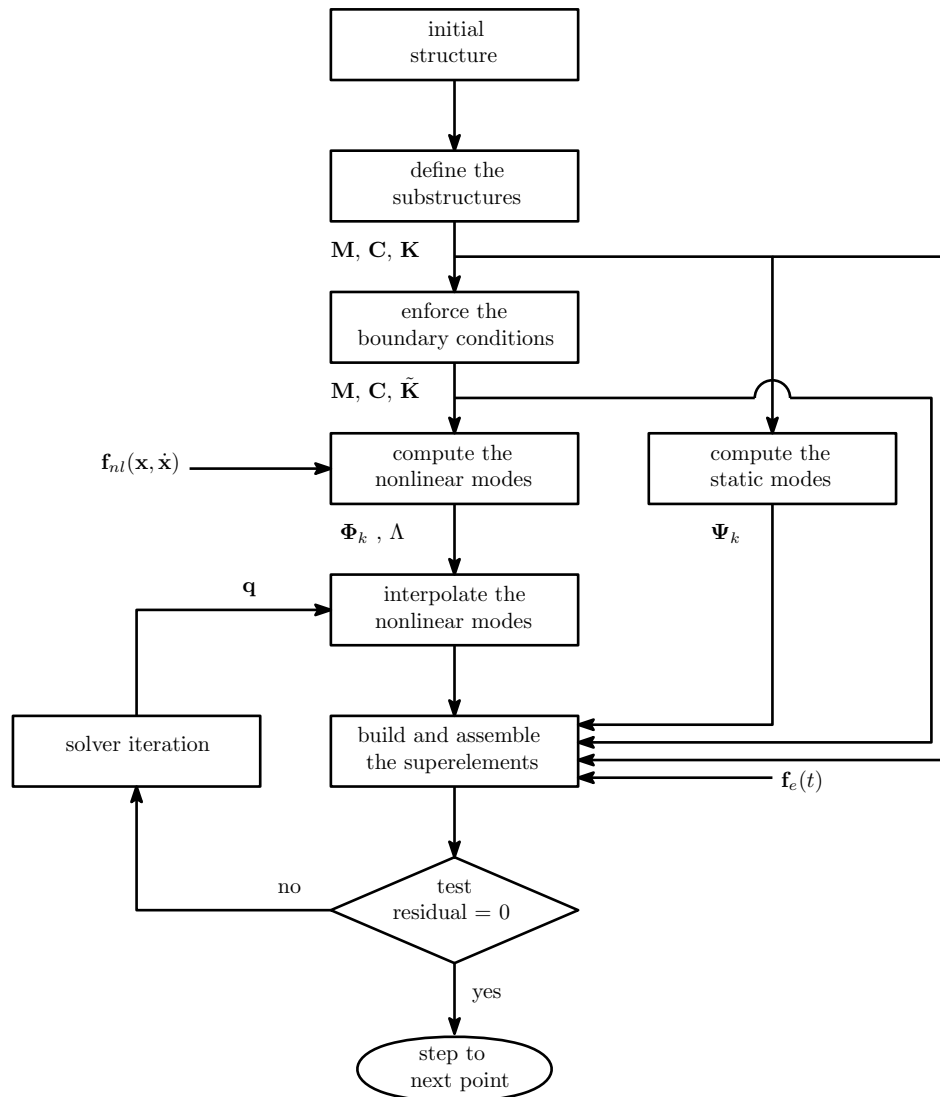 initial
structure
define the
substructures
M, C, K
enforce the
boundary conditions
M, C, K̃
f_nl(x, ẋ)
compute the
nonlinear modes
compute the
static modes
Φ_k , Λ
Ψ_k
q
interpolate the
nonlinear modes
solver iteration
build and assemble
the superelements
f_e(t)
no
test
residual = 0
yes
step to
next point